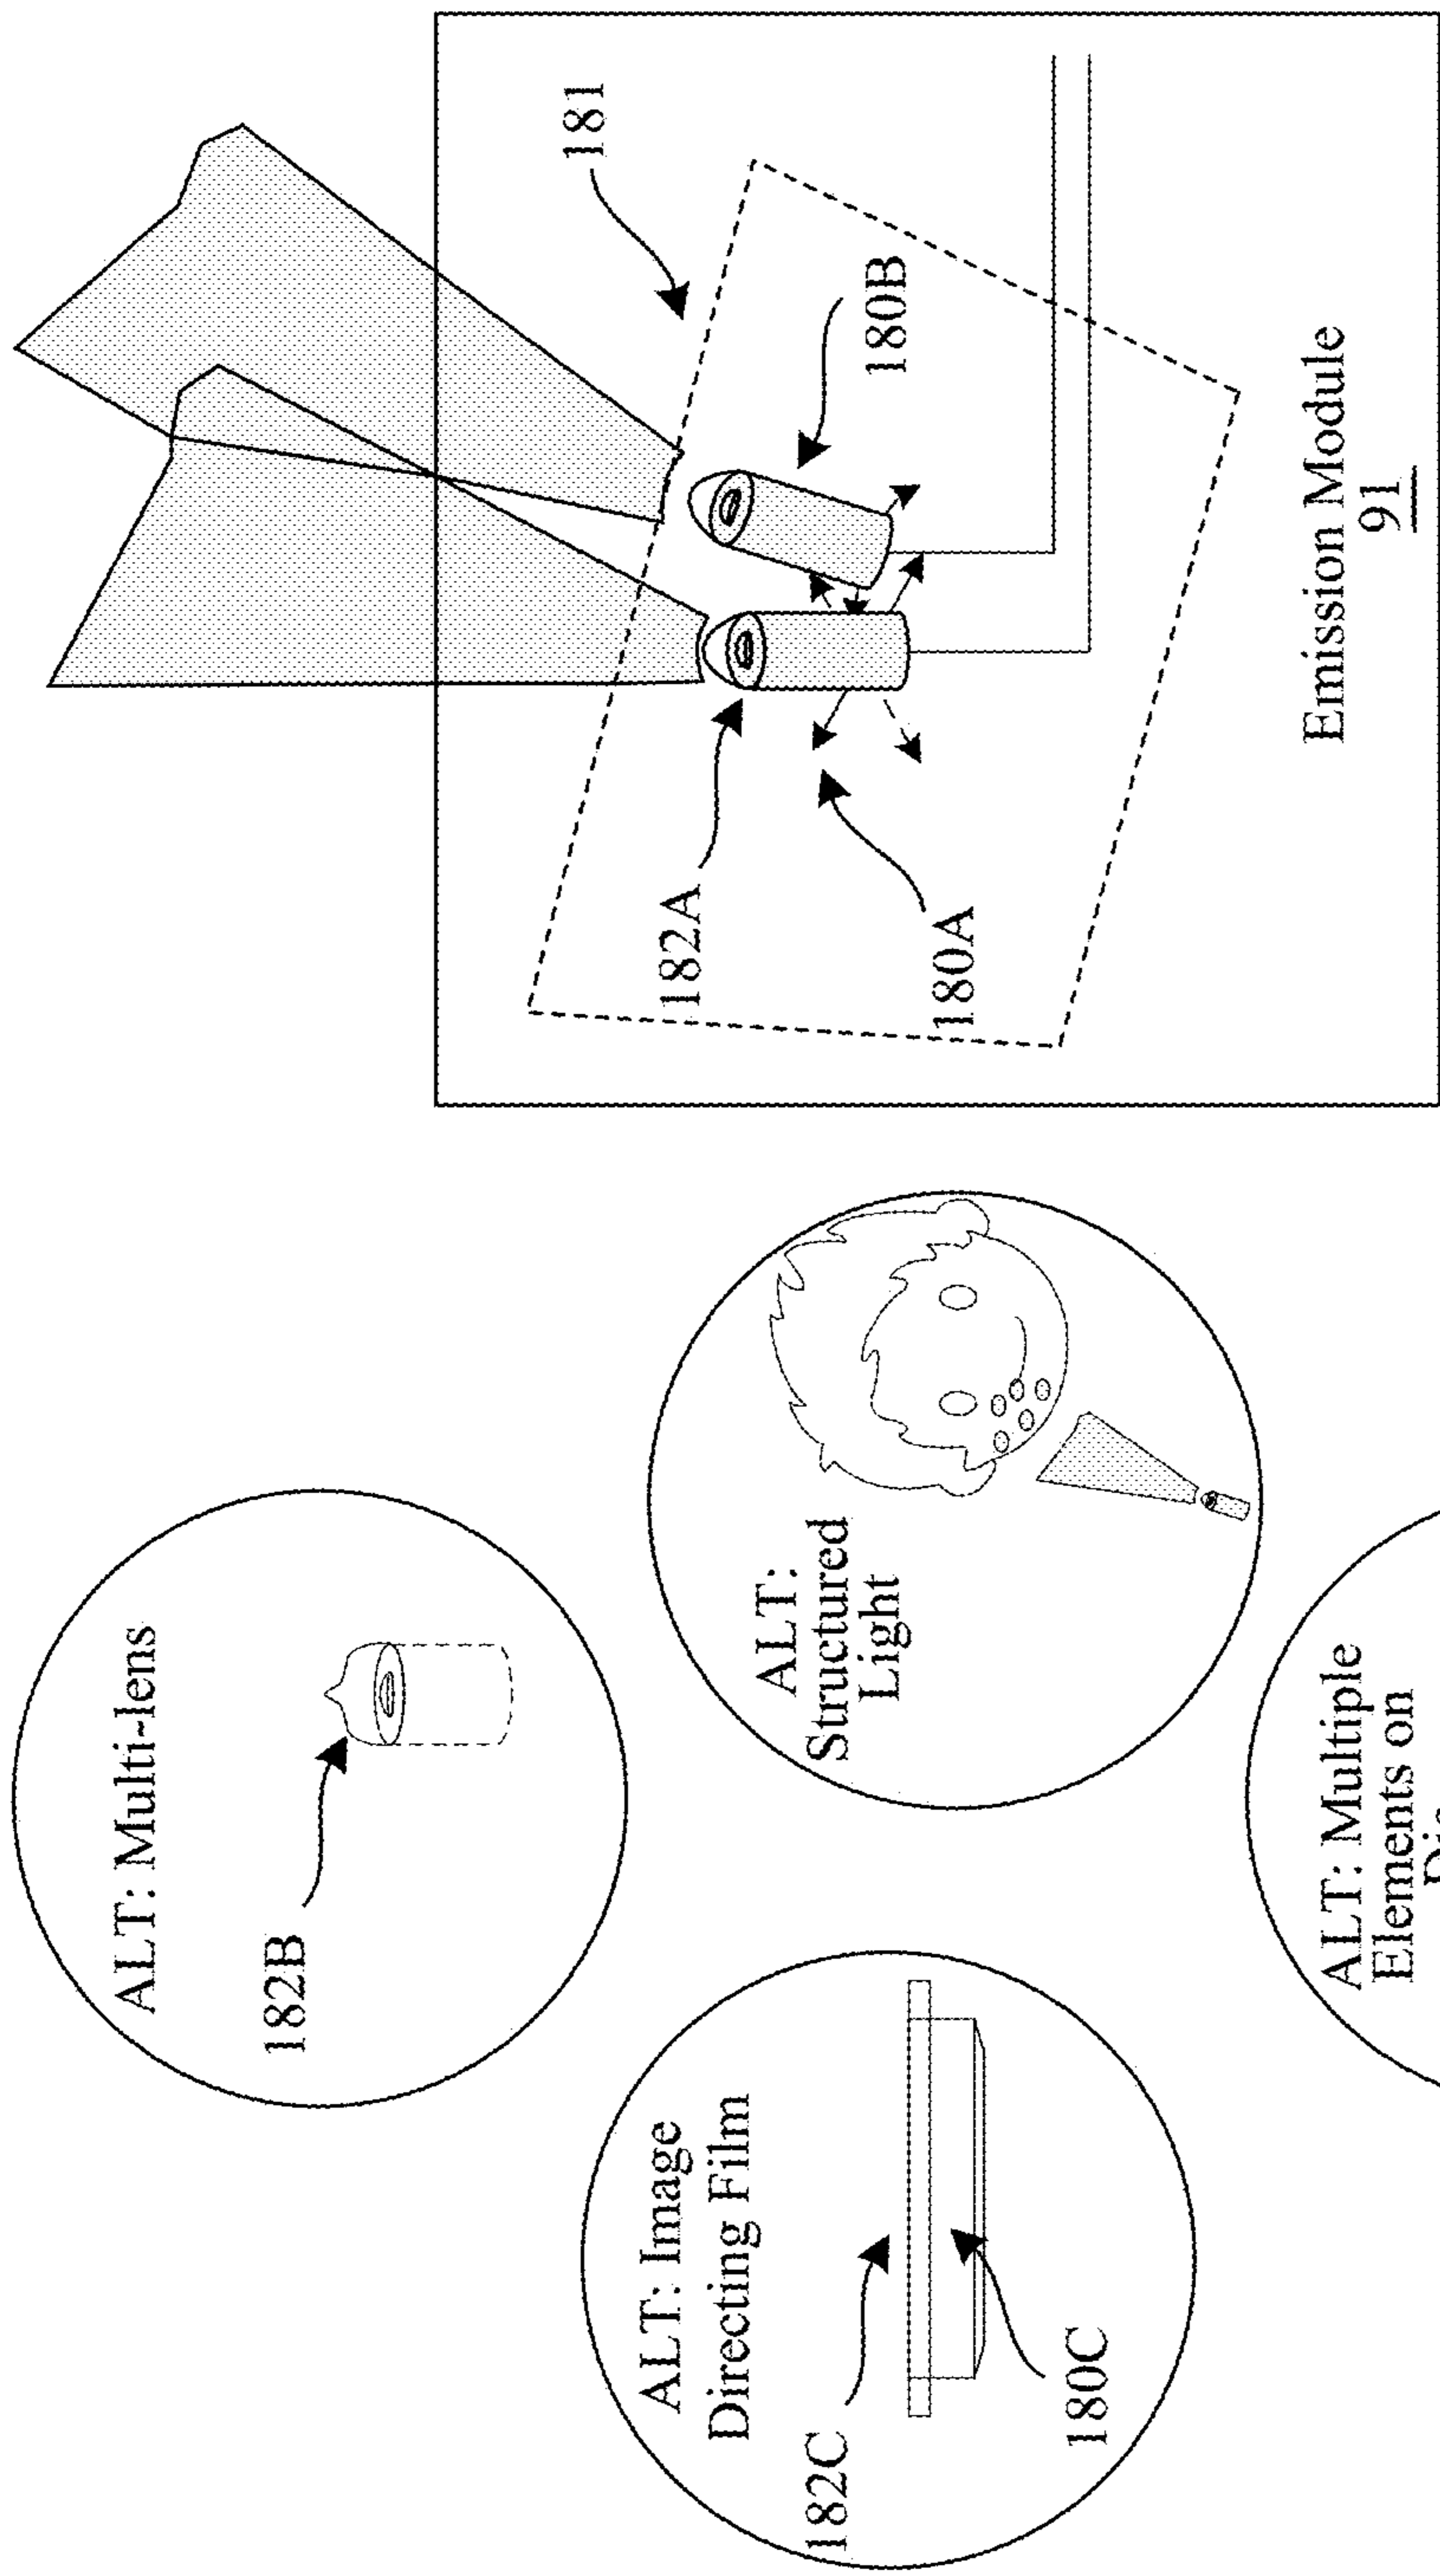 ALT: Multi-lens
182B
ALT: Image
Directing Film
182C
180C
ALT:
Structured
Light
ALT: Multiple
Elements on
181
180B
182A
180A
Emission Module
91